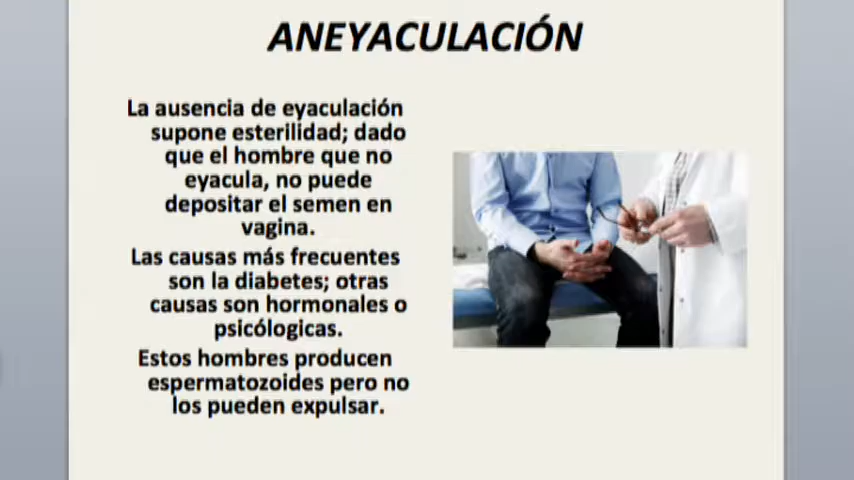 ANEYACULACIÓN
La ausencia de eyaculación
supone esterilidad; dado
que el hombre que no
eyacula, no puede
depositar el semen en
vagina.
Las causas más frecuentes
son la diabetes; otras
causas son hormonales o
psicólogicas.
Estos hombres producen
espermatozoides pero no
los pueden expulsar.